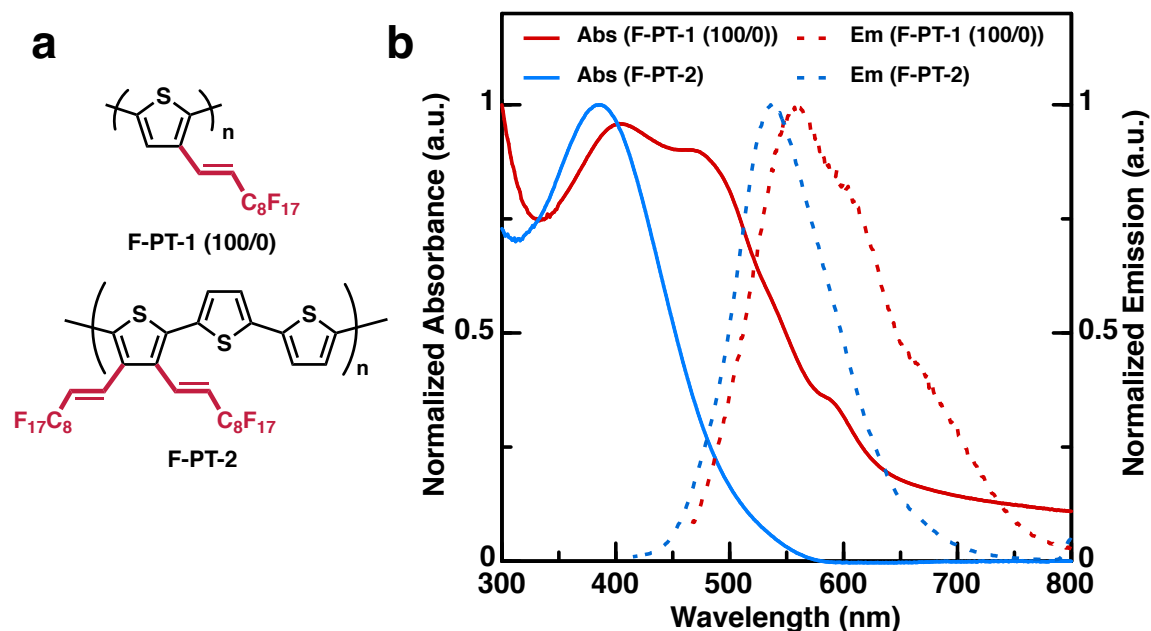 a
S
n
C8F17
F-PT-1 (100/0)
S
S
S
n
F17C8
C8F17
F-PT-2
b
Abs (F-PT-1 (100/0))
Em (F-PT-1 (100/0))
Abs (F-PT-2)
Em (F-PT-2)
Normalized Absorbance (a.u.)
1
0.5
0
300
400
500
600
700
800
Wavelength (nm)
1
0.5
0
Normalized Emission (a.u.)